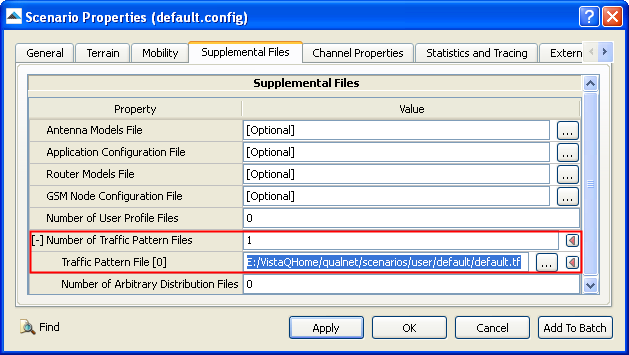 Scenario Properties (default.config)
General Terrain Mobility Supplemental Files Channel Properties Statistics and Tracing Extern
Supplemental Files
Property Value
Antenna Models File [Optional] ...
Application Configuration File [Optional] ...
Router Models File [Optional] ...
GSM Node Configuration File [Optional] ...
Number of User Profile Files 0
[-] Number of Traffic Pattern Files 1
Traffic Pattern File [0] E:/VistaQHome/qualnet/scenarios/user/default/default.tf ...
Number of Arbitrary Distribution Files 0
Find Apply OK Cancel Add To Batch